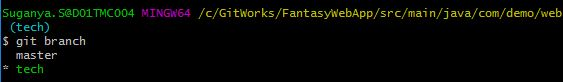 Suganya.S@D01TMC004 MINGW64 /c/GitWorks/FantasyWebApp/src/main/java/com/demo/web
(tech)
$ git branch
master
* tech